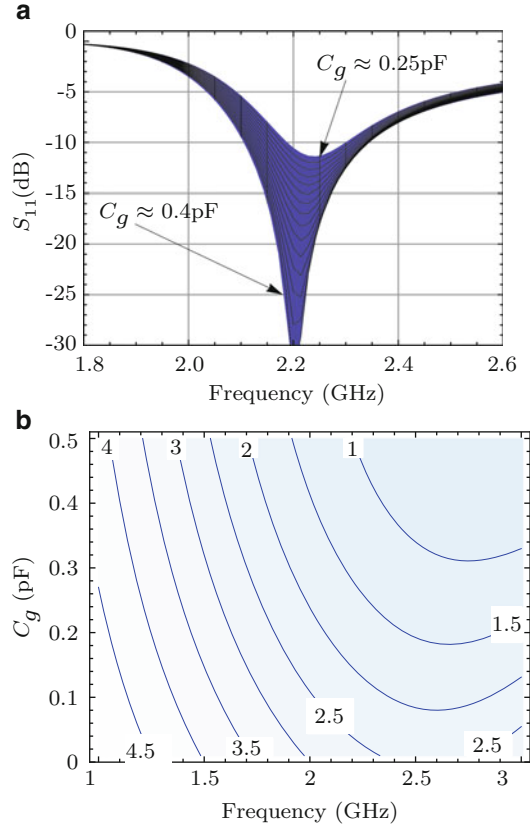 a
0
-5
-10
-15
-20
-25
-30
S11(dB)
Cg ≈ 0.25pF
Cg ≈ 0.4pF
1.8 2.0 2.2 2.4 2.6
Frequency (GHz)
b
0.5
0.4
0.3
0.2
0.1
0
Cg (pF)
4 3 2 1
1.5
2.5
4.5 3.5 2.5
1 1.5 2 2.5 3
Frequency (GHz)